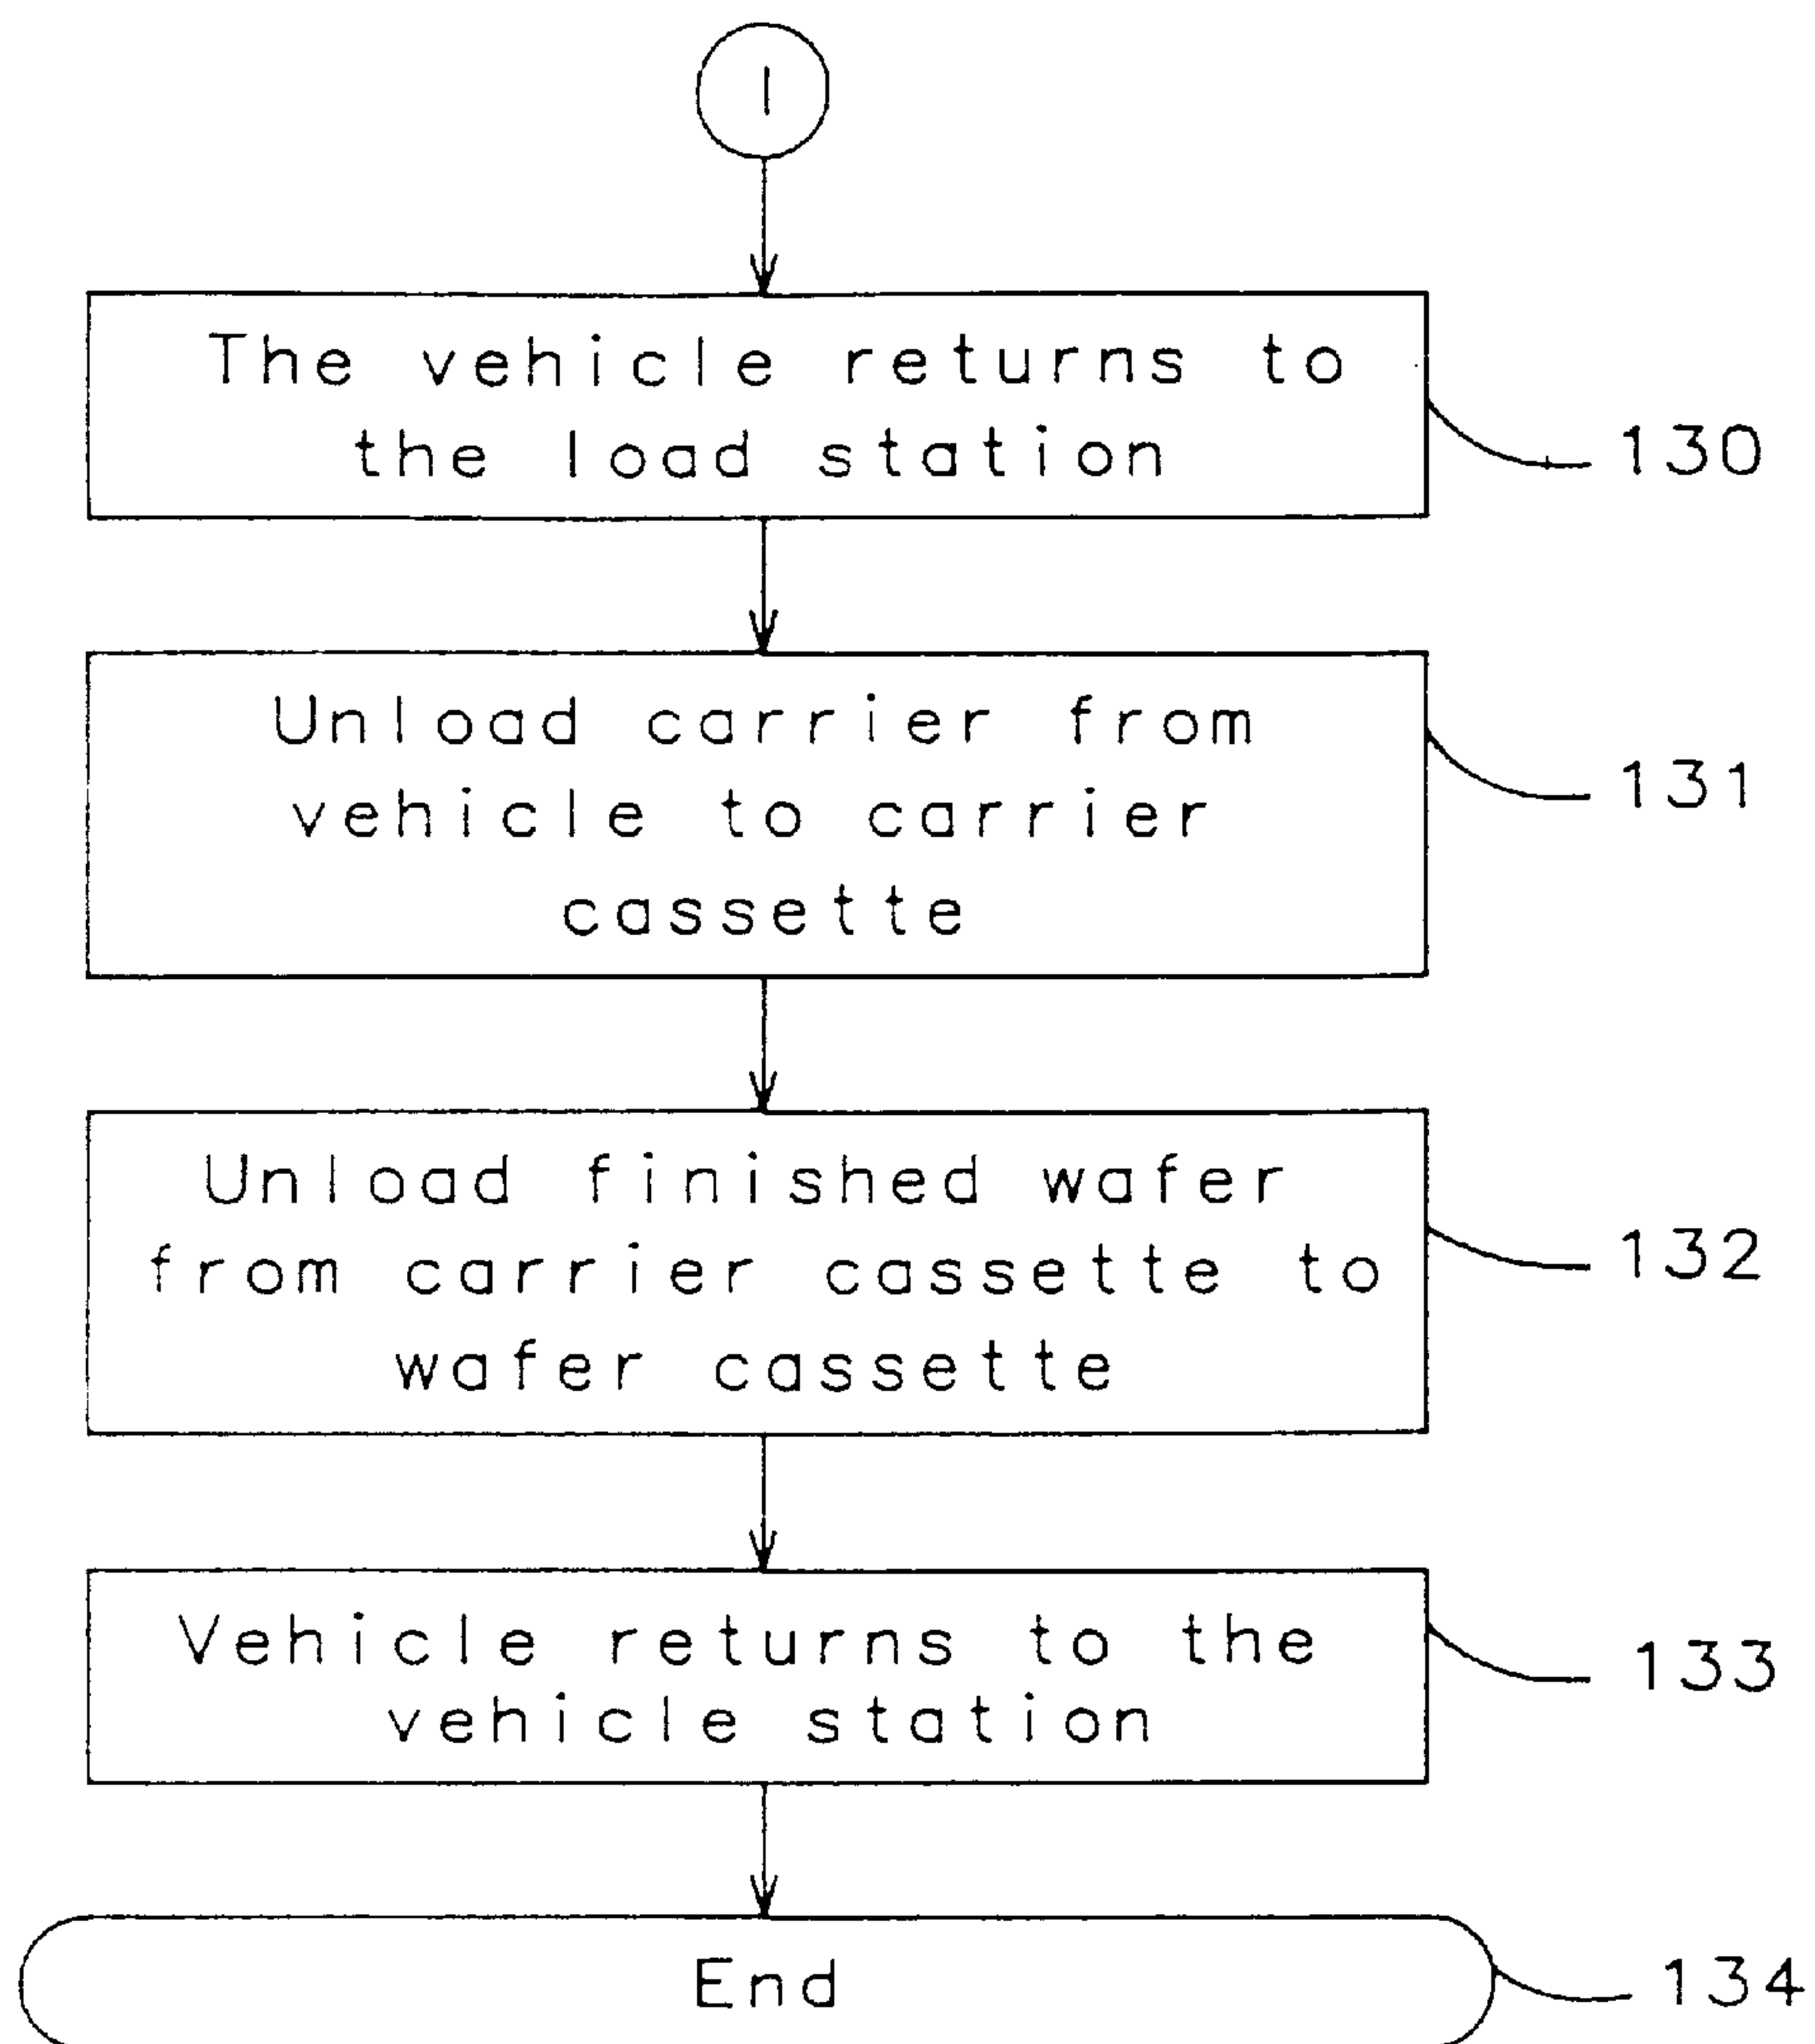 1
The vehicle returns to
the load station
130
Unload carrier from
vehicle to carrier
cassette
131
Unload finished wafer
from carrier cassette to
wafer cassette
132
Vehicle returns to the
vehicle station
133
End
134